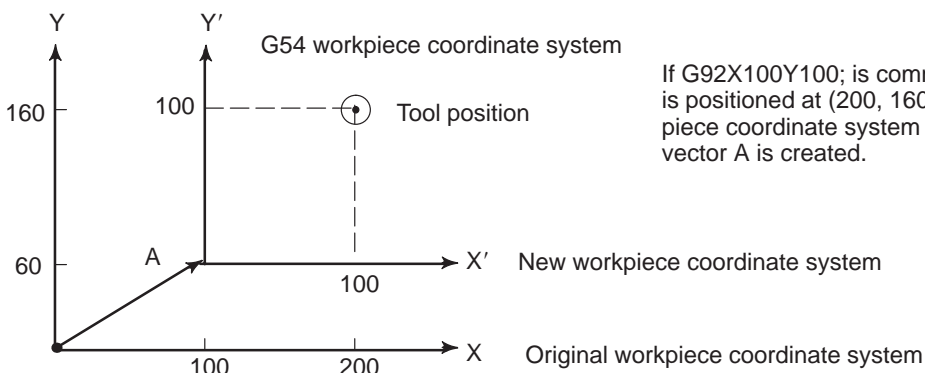 Y
Y′
G54 workpiece coordinate system
If G92X100Y100; is
is positioned at (200, 160
piece coordinate system
vector A is created.
160
100
Tool position
60
A
100
X′
New workpiece coordinate system
100
200
X
Original workpiece coordinate system